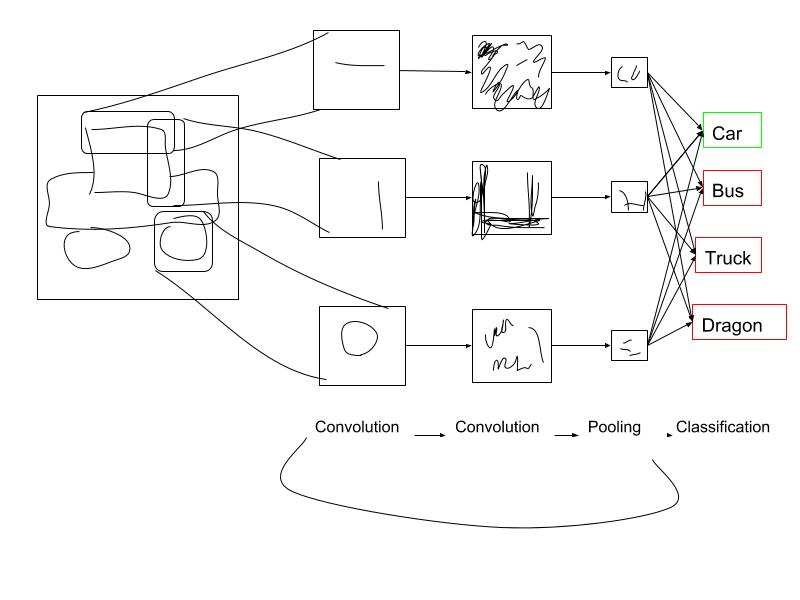 Car
Bus
Truck
Dragon
Convolution
Convolution
Pooling
Classification